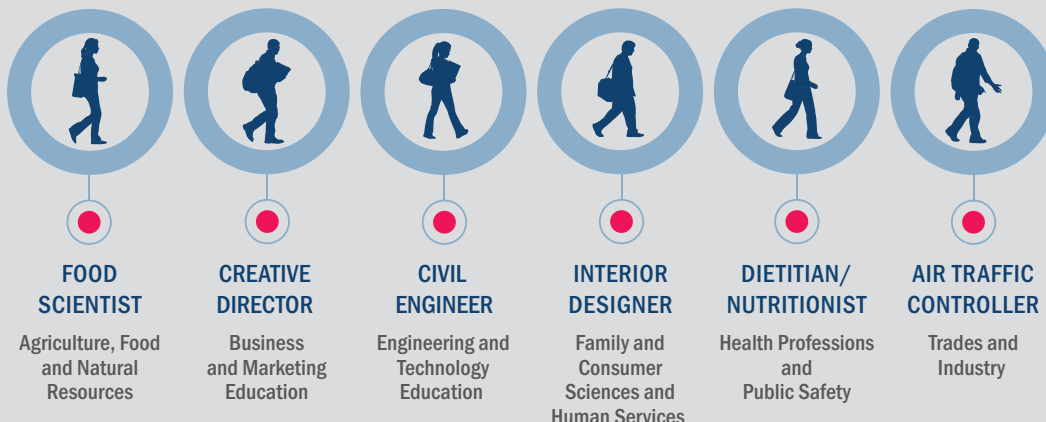 FOOD
SCIENTIST
Agriculture, Food
and Natural
Resources
CREATIVE
DIRECTOR
Business
and Marketing
Education
CIVIL
ENGINEER
Engineering and
Technology
Education
INTERIOR
DESIGNER
Family and
Consumer
Sciences and
Human Services
DIETITIAN/
NUTRITIONIST
Health Professions
and
Public Safety
AIR TRAFFIC
CONTROLLER
Trades and
Industry